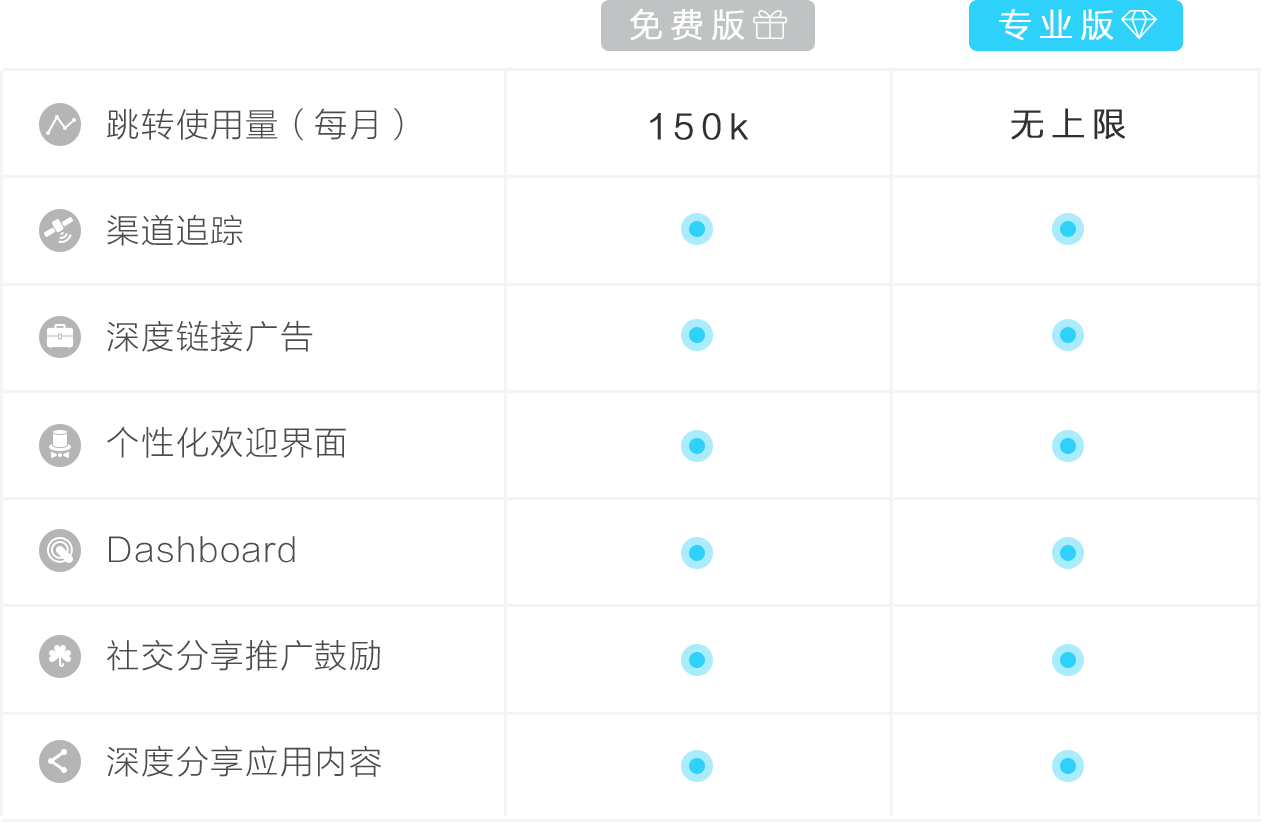 免费版
专业版
跳转使用量（每月）
150k
无上限
渠道追踪
深度链接广告
个性化欢迎界面
Dashboard
社交分享推广鼓励
深度分享应用内容